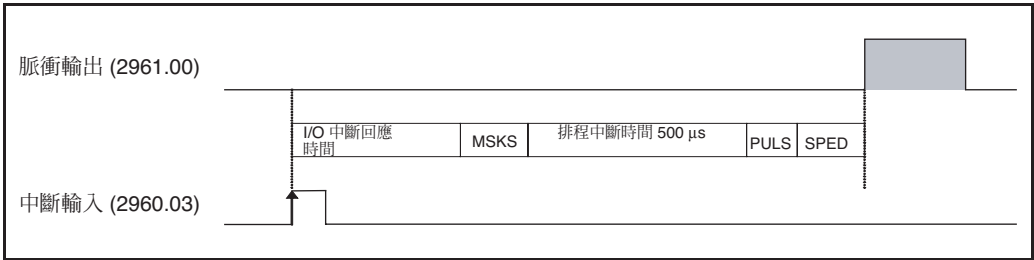 脈衝輸出 (2961.00)
I/O 中斷回應
時間
MSKS
排程中斷時間 500 µs
PULS
SPED
中斷輸入 (2960.03)